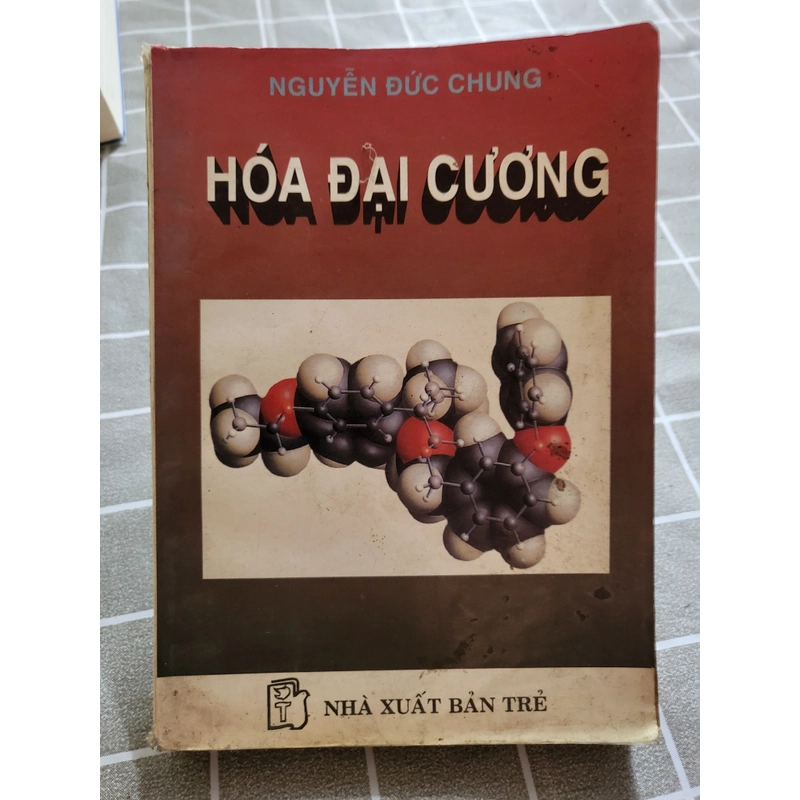 NGUYỄN ĐỨC CHUNG
HÓA ĐẠI CƯƠNG
T
NHÀ XUẤT BẢN TRẺ